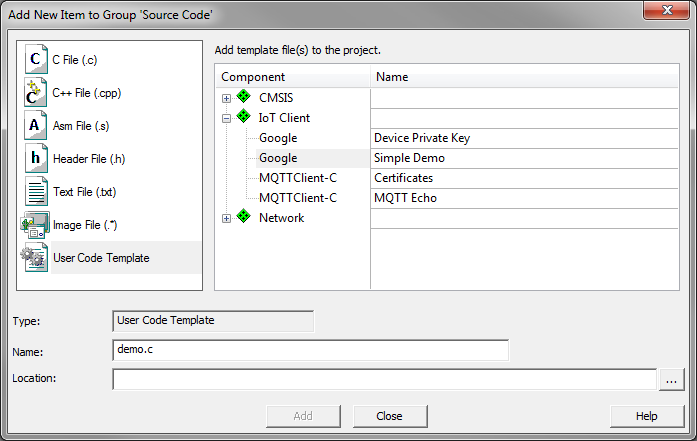 Add New Item to Group 'Source Code'
C File (.c)
C++ File (.cpp)
Asm File (.s)
Header File (.h)
Text File (.txt)
Image File (.*)
User Code Template
Add template file(s) to the project.
Component Name
CMSIS
IoT Client
Google Device Private Key
Google Simple Demo
MQTTClient-C Certificates
MQTTClient-C MQTT Echo
Network
Type: User Code Template
Name: demo.c
Location: ...
Add Close Help